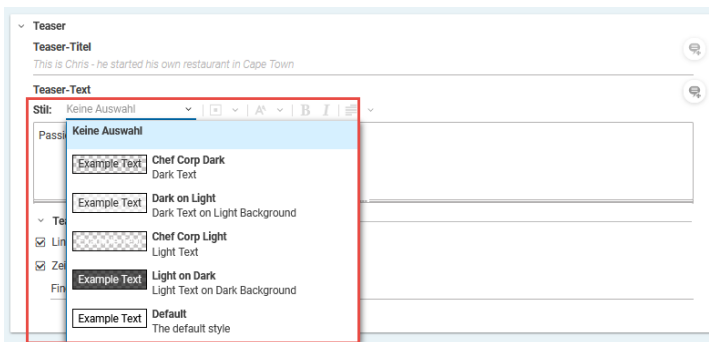 Teaser
Teaser-Titel
This is Chris - he started his own restaurant in Cape Town
Teaser-Text
Stil: Keine Auswahl B I
Keine Auswahl
Example Text Chef Corp Dark
Dark Text
Example Text Dark on Light
Dark Text on Light Background
Chef Corp Light
Light Text
Example Text Light on Dark
Light Text on Dark Background
Example Text Default
The default style